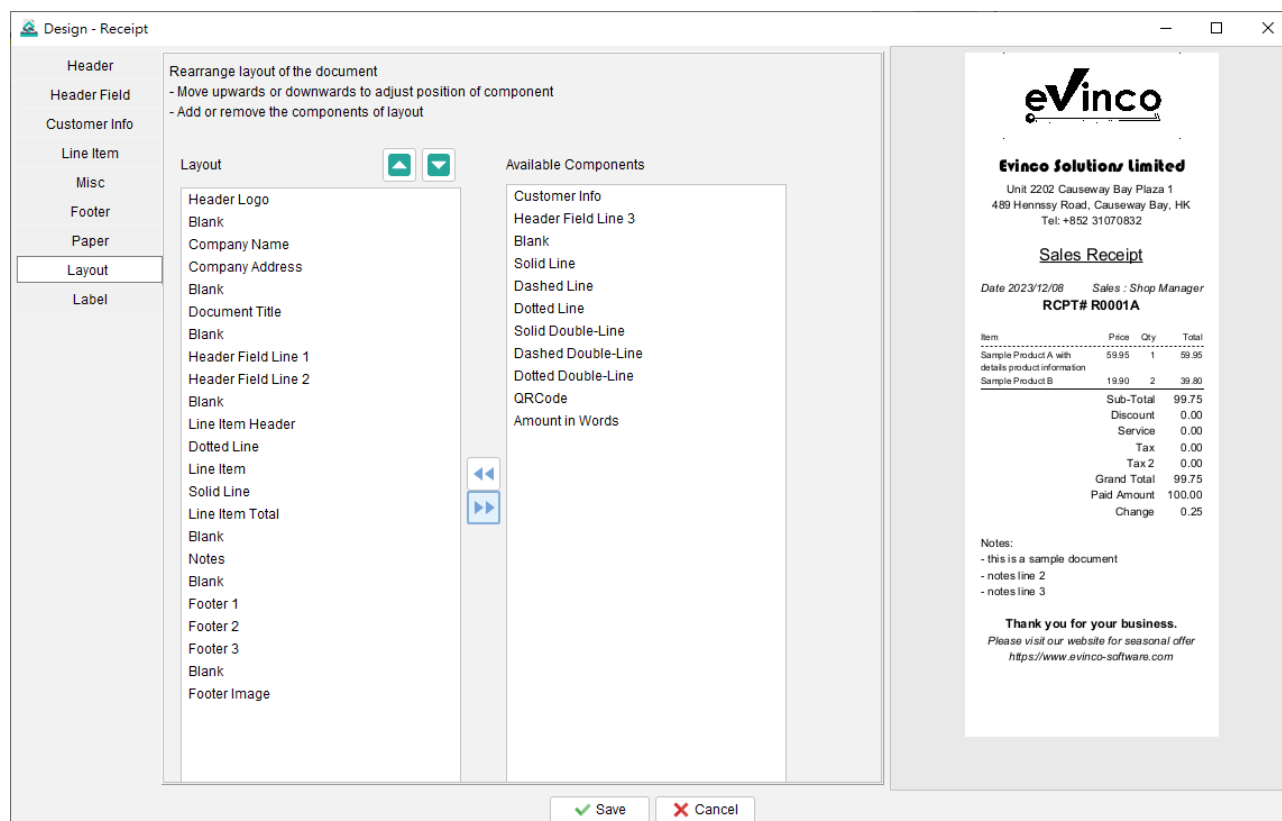 Design - Receipt
Header
Header Field
Customer Info
Line Item
Misc
Footer
Paper
Layout
Label
Rearrange layout of the document
- Move upwards or downwards to adjust position of component
- Add or remove the components of layout
Layout
Header Logo
Blank
Company Name
Company Address
Blank
Document Title
Blank
Header Field Line 1
Header Field Line 2
Blank
Line Item Header
Dotted Line
Line Item
Solid Line
Line Item Total
Blank
Notes
Blank
Footer 1
Footer 2
Footer 3
Blank
Footer Image
Available Components
Customer Info
Header Field Line 3
Blank
Solid Line
Dashed Line
Dotted Line
Solid Double-Line
Dashed Double-Line
Dotted Double-Line
QRCode
Amount in Words
Save
Cancel
eVinco
Evinco Solutions Limited
Unit 2202 Causeway Bay Plaza 1
489 Hennssy Road, Causeway Bay, HK
Tel: +852 31070832
Sales Receipt
Date 2023/12/08 Sales : Shop Manager
RCPT# R0001A
Item Price Qty Total
Sample Product A with 59.95 1 59.95
details product information
Sample Product B 19.90 2 39.80
Sub-Total 99.75
Discount 0.00
Service 0.00
Tax 0.00
Tax 2 0.00
Grand Total 99.75
Paid Amount 100.00
Change 0.25
Notes:
- this is a sample document
- notes line 2
- notes line 3
Thank you for your business.
Please visit our website for seasonal offer
https://www.evinco-software.com